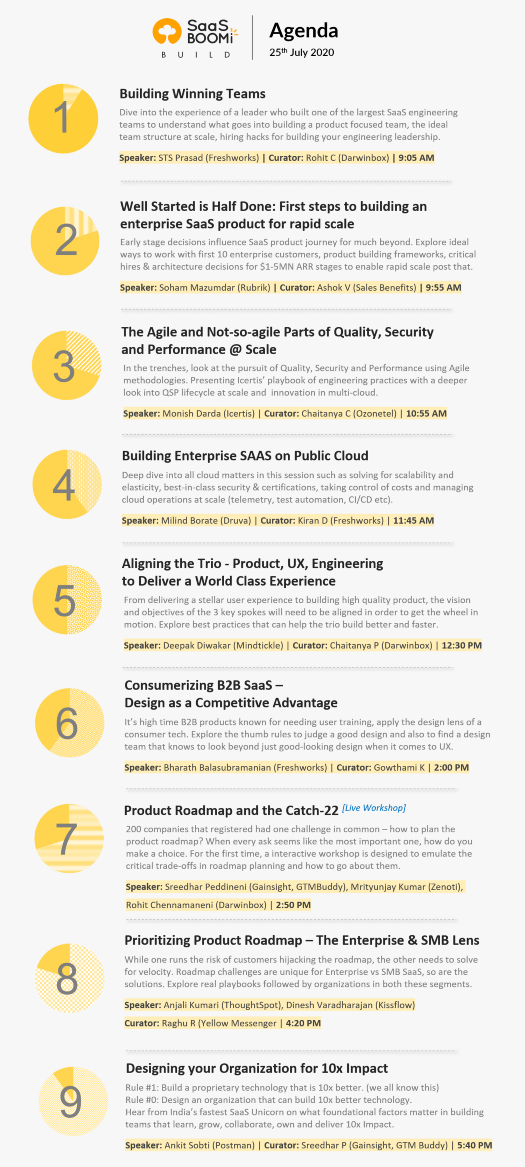 SaaS
BOOMi
BUILD
Agenda
25th July 2020
1
Building Winning Teams
Dive into the experience of a leader who built one of the largest SaaS engineering
teams to understand what goes into building a product focused team, the ideal
team structure at scale, hiring hacks for building your engineering leadership.
Speaker: STS Prasad (Freshworks) | Curator: Rohit C (Darwinbox) | 9:05 AM
2
Well Started is Half Done: First steps to building an
enterprise SaaS product for rapid scale
Early stage decisions influence SaaS product journey for much beyond. Explore ideal
ways to work with first 10 enterprise customers, product building frameworks, critical
hires & architecture decisions for $1-5MN ARR stages to enable rapid scale post that.
Speaker: Soham Mazumdar (Rubrik) | Curator: Ashok V (Sales Benefits) | 9:55 AM
3
The Agile and Not-so-agile Parts of Quality, Security
and Performance @ Scale
In the trenches, look at the pursuit of Quality, Security and Performance using Agile
methodologies. Presenting Icertis' playbook of engineering practices with a deeper
look into QSP lifecycle at scale and innovation in multi-cloud.
Speaker: Monish Darda (Icertis) | Curator: Chaitanya C (Ozonetel) | 10:55 AM
4
Building Enterprise SAAS on Public Cloud
Deep dive into all cloud matters in this session such as solving for scalability and
elasticity, best-in-class security & certifications, taking control of costs and managing
cloud operations at scale (telemetry, test automation, CI/CD etc).
Speaker: Milind Borate (Druva) | Curator: Kiran D (Freshworks) | 11:45 AM
5
Aligning the Trio - Product, UX, Engineering
to Deliver a World Class Experience
From delivering a stellar user experience to building high quality product, the vision
and objectives of the 3 key spokes will need to be aligned in order to get the wheel in
motion. Explore best practices that can help the trio build better and faster.
Speaker: Deepak Diwakar (Mindtickle) | Curator: Chaitanya P (Darwinbox) | 12:30 PM
6
Consumerizing B2B SaaS –
Design as a Competitive Advantage
It's high time B2B products known for needing user training, apply the design lens of a
consumer tech. Explore the thumb rules to judge a good design and also to find a design
team that knows to look beyond just good-looking design when it comes to UX.
Speaker: Bharath Balasubramanian (Freshworks) | Curator: Gowthami K | 2:00 PM
7
Product Roadmap and the Catch-22 [Live Workshop]
200 companies that registered had one challenge in common – how to plan the
product roadmap? When every ask seems like the most important one, how do you
make a choice. For the first time, a interactive workshop is designed to emulate the
critical trade-offs in roadmap planning and how to go about them.
Speaker: Sreedhar Peddineni (Gainsight, GTMBuddy), Mrityunjay Kumar (Zenoti),
Rohit Chennamaneni (Darwinbox) | 2:50 PM
8
Prioritizing Product Roadmap – The Enterprise & SMB Lens
While one runs the risk of customers hijacking the roadmap, the other needs to solve
for velocity. Roadmap challenges are unique for Enterprise vs SMB SaaS, so are the
solutions. Explore real playbooks followed by organizations in both these segments.
Speaker: Anjali Kumari (ThoughtSpot), Dinesh Varadharajan (Kissflow)
Curator: Raghu R (Yellow Messenger | 4:20 PM
9
Designing your Organization for 10x Impact
Rule #1: Build a proprietary technology that is 10x better. (we all know this)
Rule #0: Design an organization that can build 10x better technology.
Hear from India's fastest SaaS Unicorn on what foundational factors matter in building
teams that learn, grow, collaborate, own and deliver 10x Impact.
Speaker: Ankit Sobti (Postman) | Curator: Sreedhar P (Gainsight, GTM Buddy) | 5:40 PM